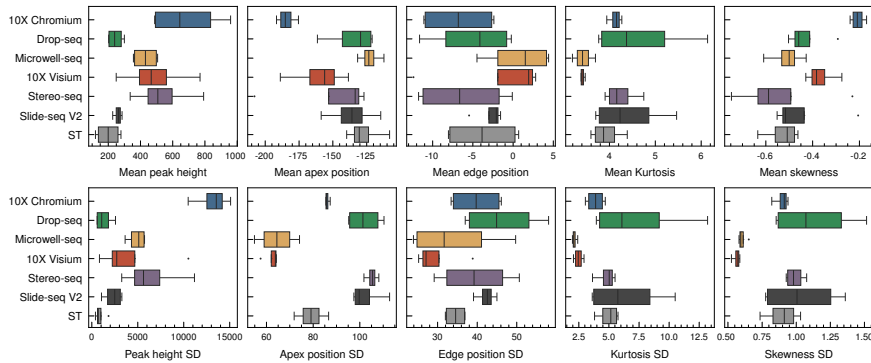 10X Chromium
Drop-seq
Microwell-seq
10X Visium
Stereo-seq
Slide-seq V2
ST
200 400 600 800 1000
Mean peak height
-200 -175 -150 -125
Mean apex position
-10 -5 0 5
Mean edge position
4 5 6
Mean Kurtosis
-0.6 -0.4 -0.2
Mean skewness
10X Chromium
Drop-seq
Microwell-seq
10X Visium
Stereo-seq
Slide-seq V2
ST
0 5000 10000 15000
Peak height SD
60 80 100
Apex position SD
30 40 50
Edge position SD
2.5 5.0 7.5 10.0 12.5
Kurtosis SD
0.50 0.75 1.00 1.25 1.50
Skewness SD